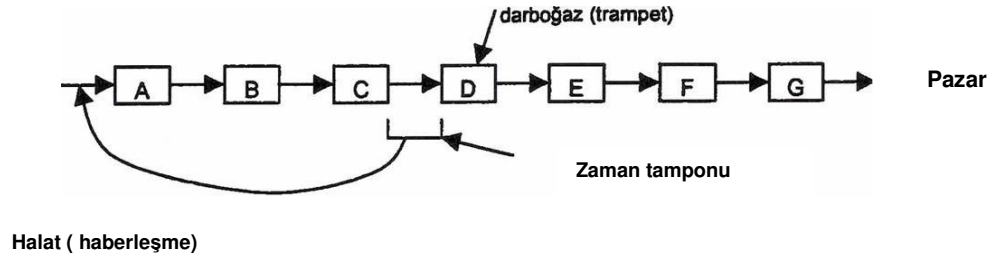 darboğaz (trampet)
A B C D E F G Pazar
Zaman tamponu
Halat ( haberleşme)